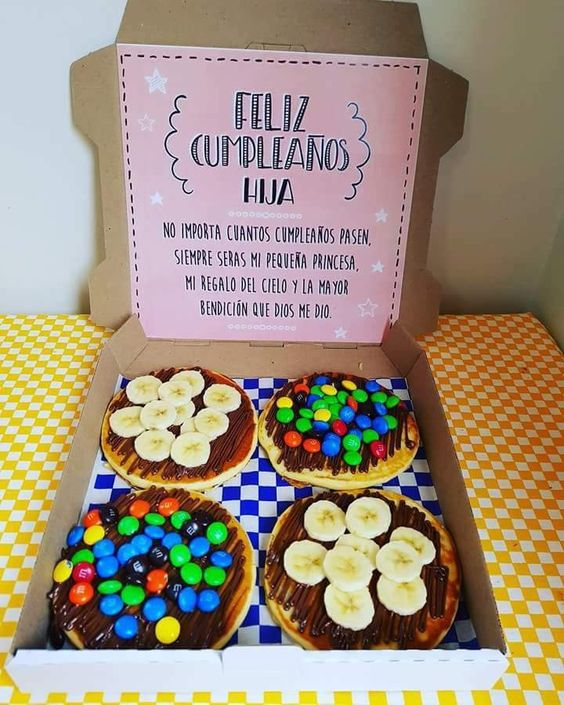 FELIZ
CUMPLEAÑOS
HIJA
NO IMPORTA CUANTOS CUMPLEAÑOS PASEN,
SIEMPRE SERAS MI PEQUEÑA PRINCESA,
MI REGALO DEL CIELO Y LA MAYOR
BENDICIÓN QUE DIOS ME DIO.